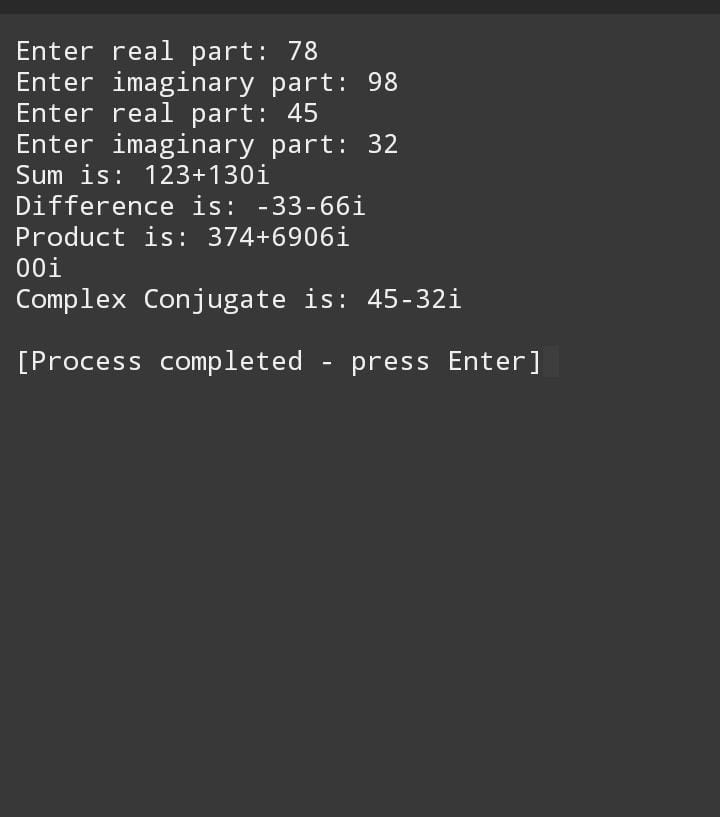 Enter real part: 78
Enter imaginary part: 98
Enter real part: 45
Enter imaginary part: 32
Sum is: 123+130i
Difference is: -33-66i
Product is: 374+6906i
00i
Complex Conjugate is: 45-32i
[Process completed - press Enter]